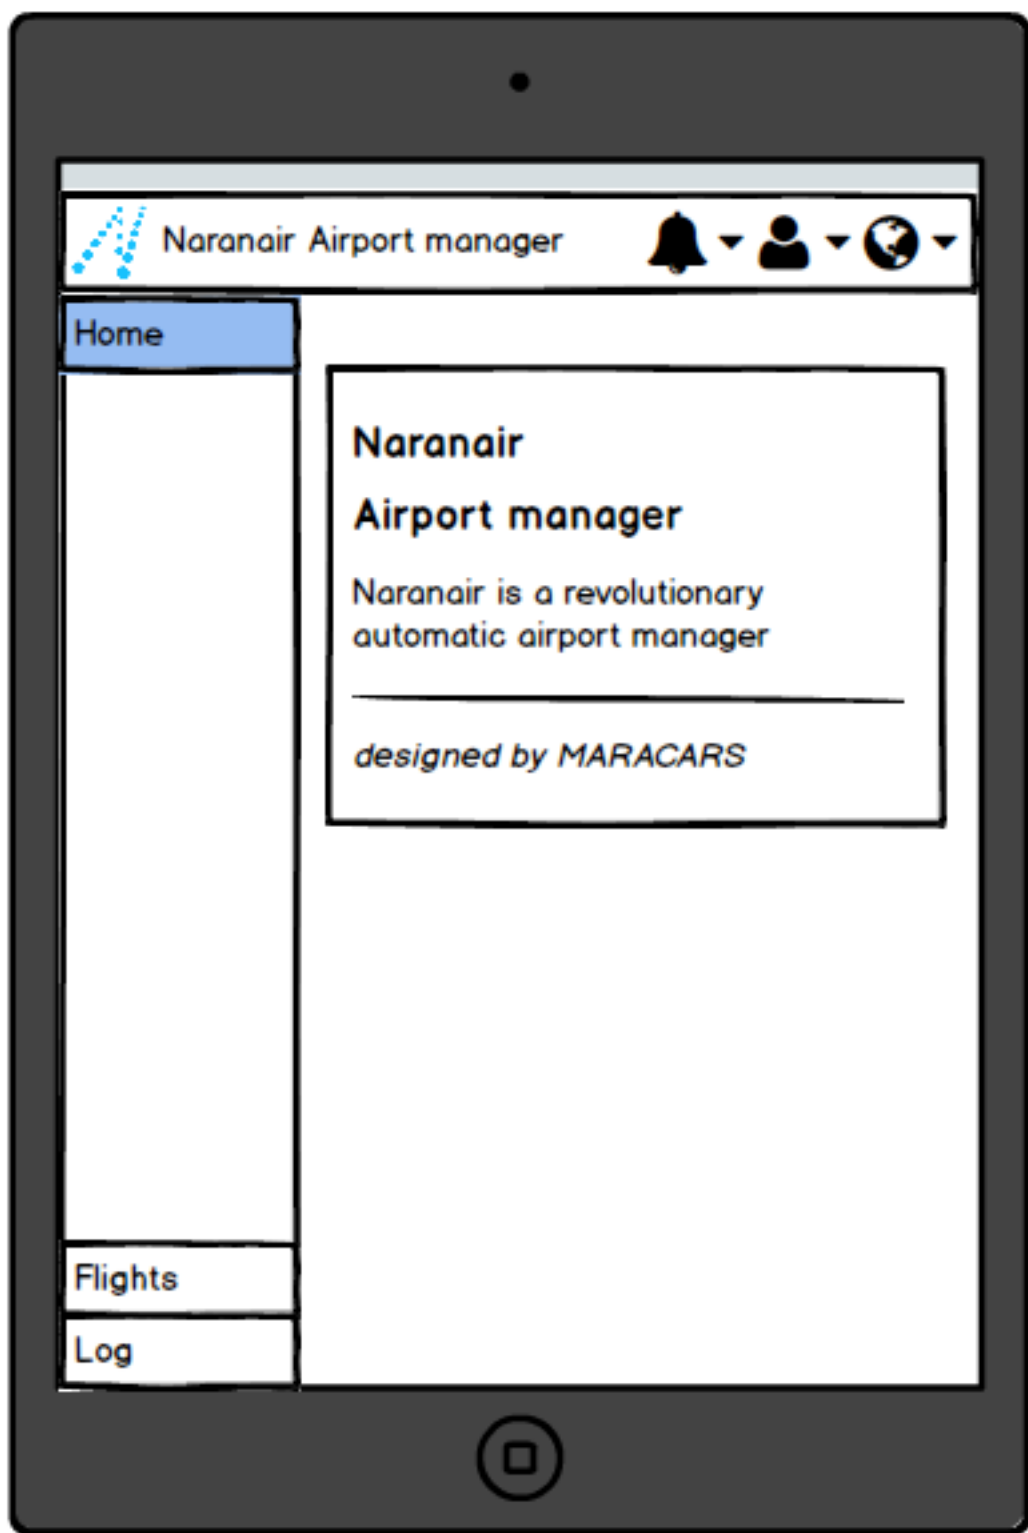 Naranair Airport manager
Home
Naranair
Airport manager
Naranair is a revolutionary
automatic airport manager
designed by MARACARS
Flights
Log